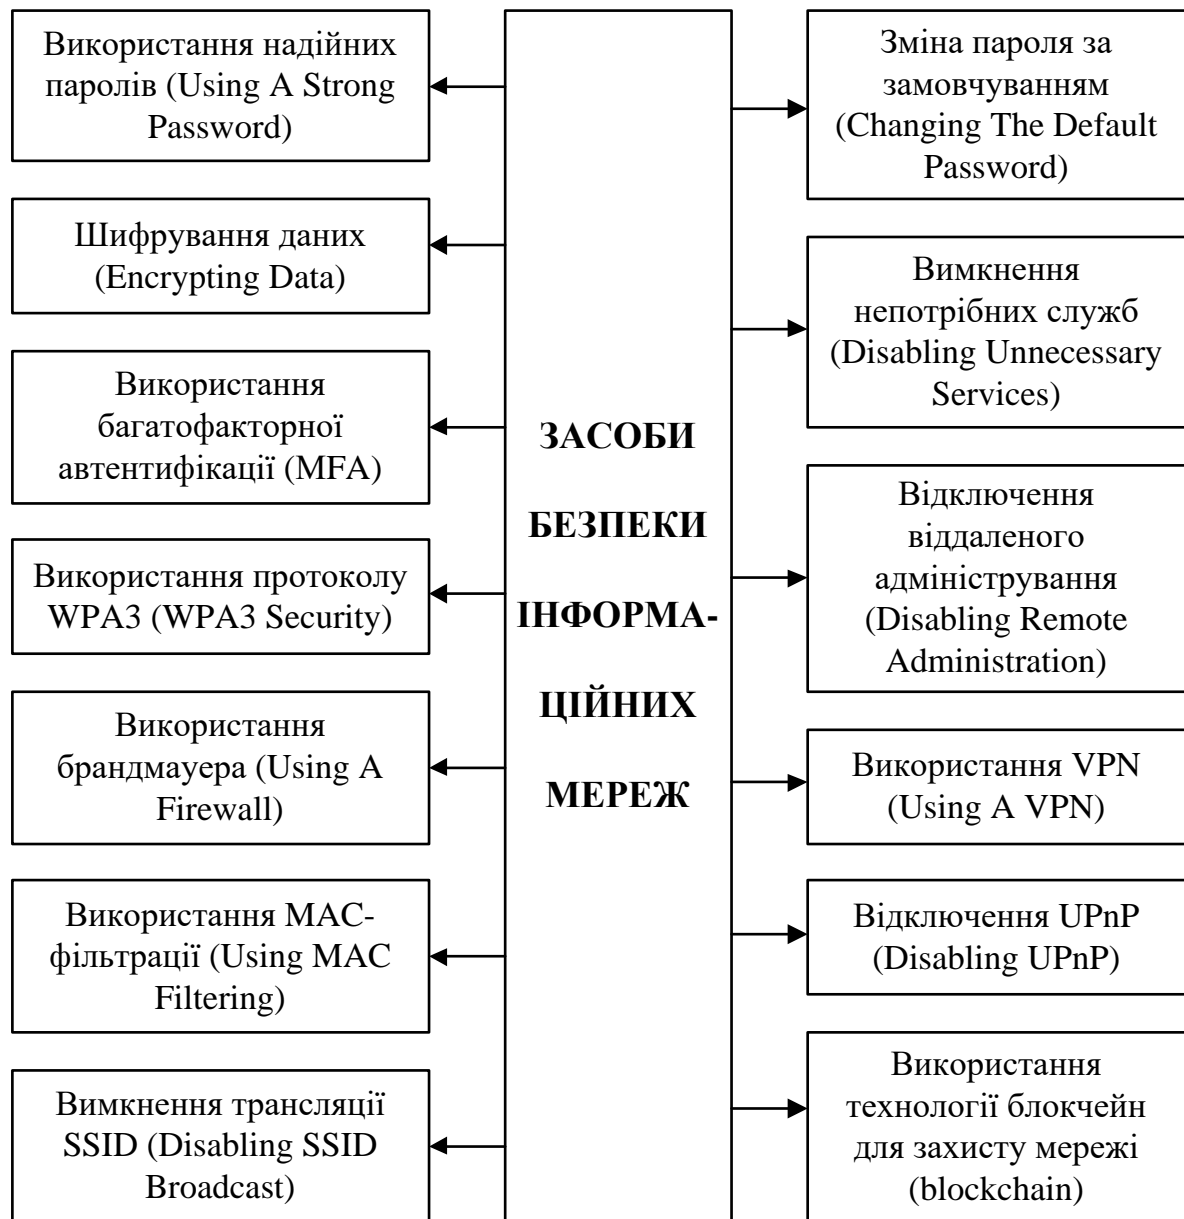 Використання надійних
паролів (Using A Strong
Password)
Шифрування даних
(Encrypting Data)
Використання
багатофакторної
автентифікації (MFA)
Використання протоколу
WPA3 (WPA3 Security)
Використання
брандмауера (Using A
Firewall)
Використання MAC-
фільтрації (Using MAC
Filtering)
Вимкнення трансляції
SSID (Disabling SSID
Broadcast)
ЗАСОБИ
БЕЗПЕКИ
ІНФОРМА-
ЦІЙНИХ
МЕРЕЖ
Зміна пароля за
замовчуванням
(Changing The Default
Password)
Вимкнення
непотрібних служб
(Disabling Unnecessary
Services)
Відключення
віддаленого
адміністрування
(Disabling Remote
Administration)
Використання VPN
(Using A VPN)
Відключення UPnP
(Disabling UPnP)
Використання
технології блокчейн
для захисту мережі
(blockchain)